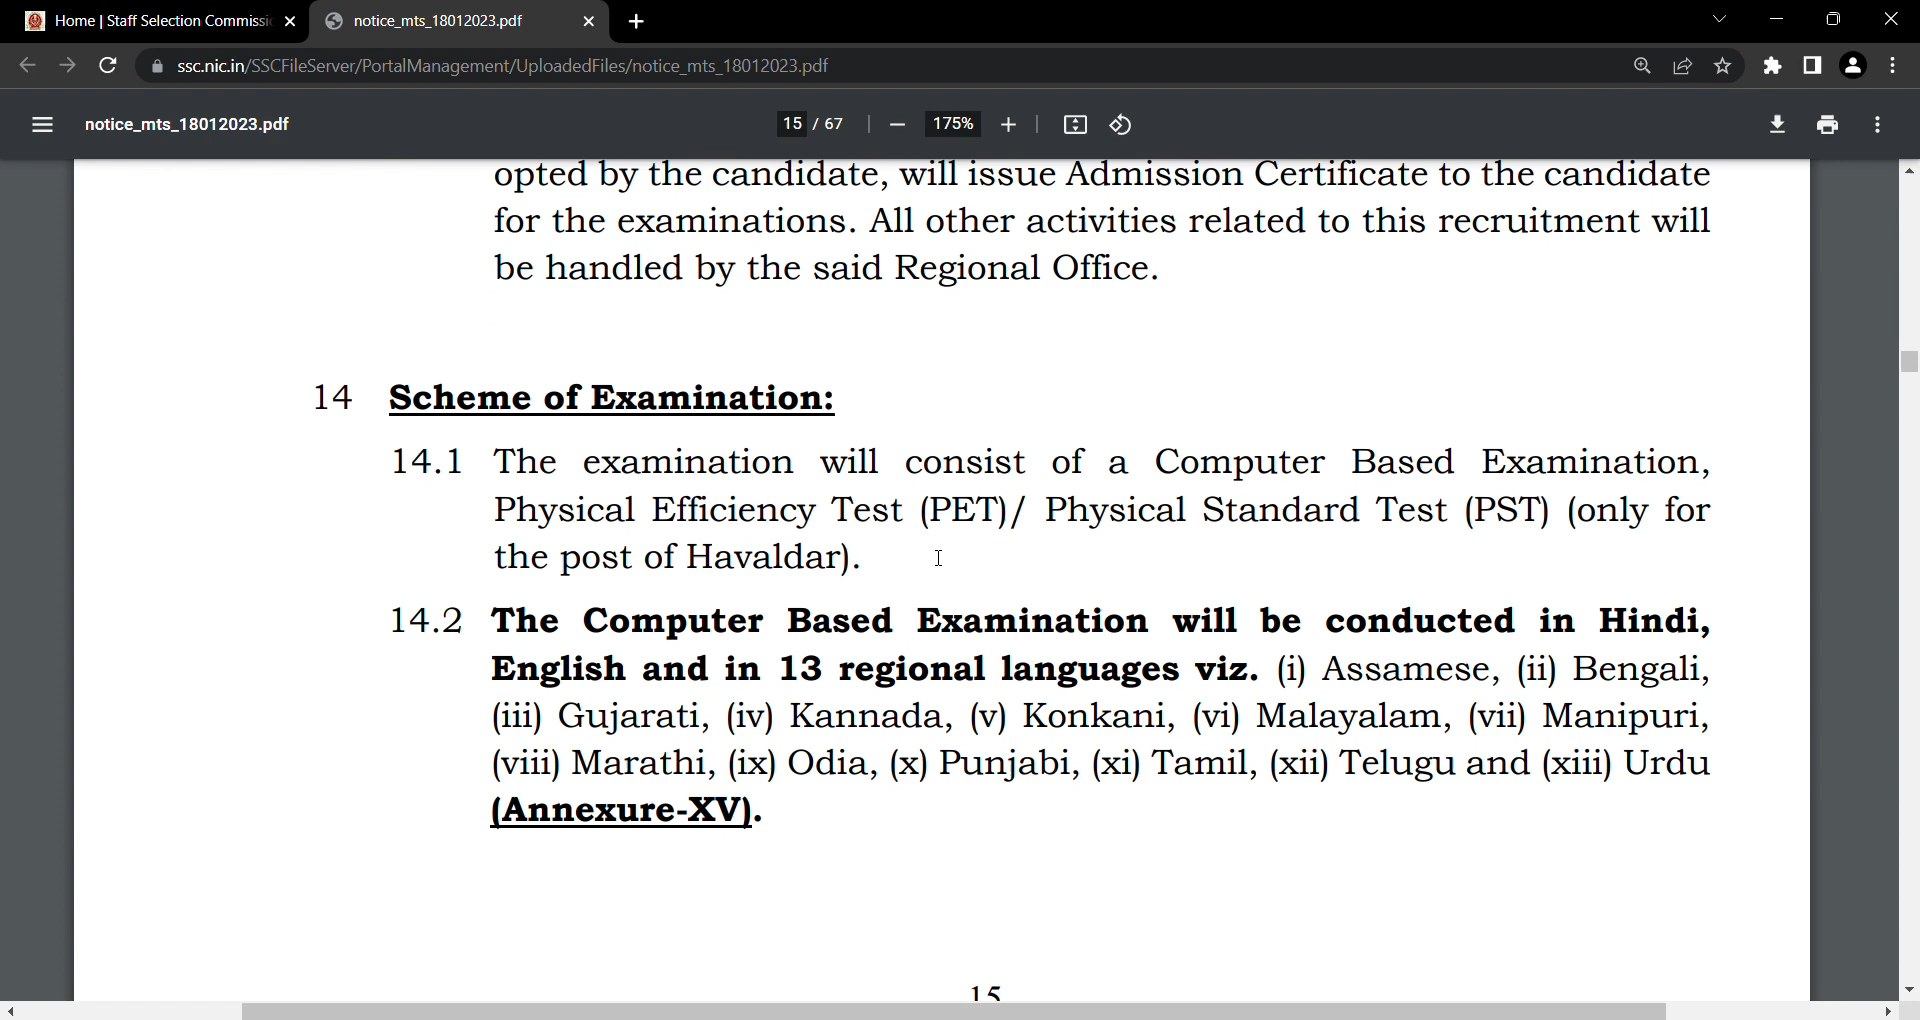 Home | Staff Selection Commissi
notice_mts_18012023.pdf
ssc.nic.in/SSCFileServer/PortalManagement/UploadedFiles/notice_mts_18012023.pdf
notice_mts_18012023.pdf
15 / 67
175%
opted by the candidate, will issue Admission Certificate to the candidate
for the examinations. All other activities related to this recruitment will
be handled by the said Regional Office.
14 Scheme of Examination:
14.1 The examination will consist of a Computer Based Examination,
Physical Efficiency Test (PET)/ Physical Standard Test (PST) (only for
the post of Havaldar).
14.2 The Computer Based Examination will be conducted in Hindi,
English and in 13 regional languages viz. (i) Assamese, (ii) Bengali,
(iii) Gujarati, (iv) Kannada, (v) Konkani, (vi) Malayalam, (vii) Manipuri,
(viii) Marathi, (ix) Odia, (x) Punjabi, (xi) Tamil, (xii) Telugu and (xiii) Urdu
(Annexure-XV).
15